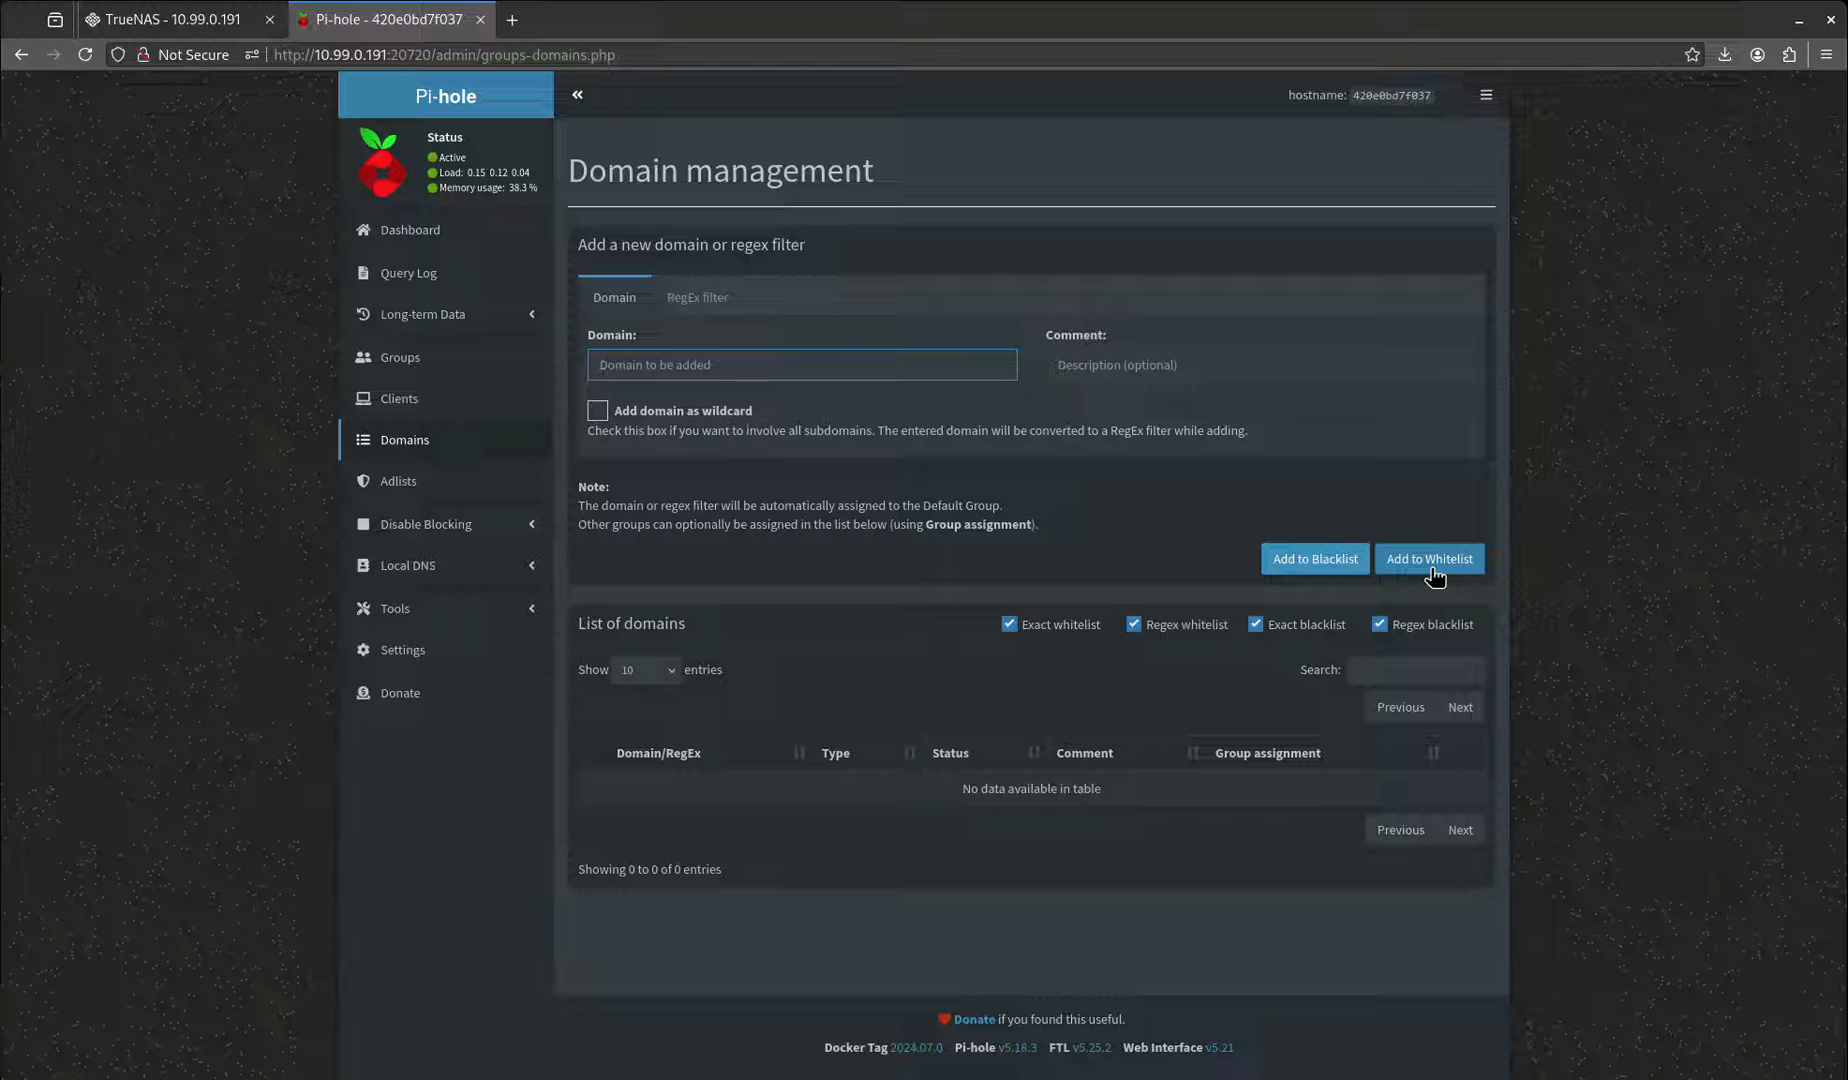 TrueNAS - 10.99.0.191
Pi-hole - 420e0bd7f037
Not Secure
http://10.99.0.191:20720/admin/groups-domains.php
Pi-hole
hostname: 420e0bd7f037
Status
Active
Load: 0.15 0.12 0.04
Memory usage: 38.3 %
Dashboard
Query Log
Long-term Data
Groups
Clients
Domains
Adlists
Disable Blocking
Local DNS
Tools
Settings
Donate
Domain management
Add a new domain or regex filter
Domain RegEx filter
Domain: Comment:
Domain to be added Description (optional)
Add domain as wildcard
Check this box if you want to involve all subdomains. The entered domain will be converted to a RegEx filter while adding.
Note:
The domain or regex filter will be automatically assigned to the Default Group.
Other groups can optionally be assigned in the list below (using Group assignment).
Add to Blacklist Add to Whitelist
List of domains Exact whitelist Regex whitelist Exact blacklist Regex blacklist
Show 10 entries Search:
Previous Next
Domain/RegEx Type Status Comment Group assignment
No data available in table
Previous Next
Showing 0 to 0 of 0 entries
Donate if you found this useful.
Docker Tag 2024.07.0 Pi-hole v5.18.3 FTL v5.25.2 Web Interface v5.21